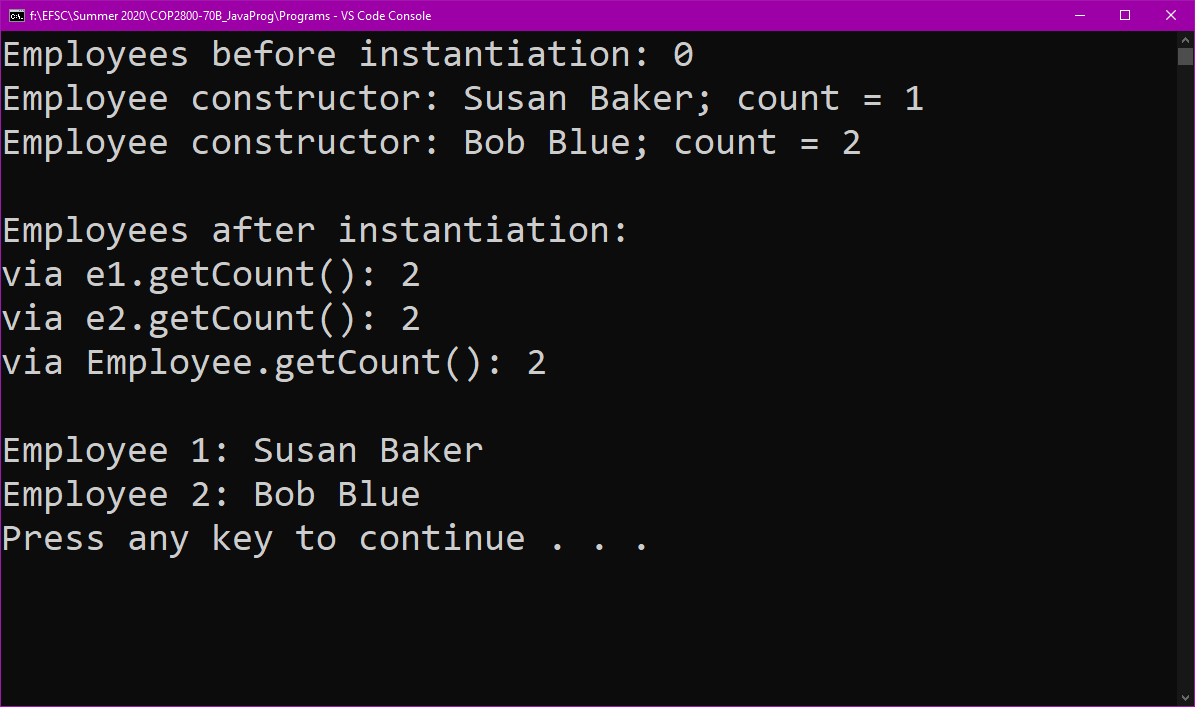 f:\EFSC\Summer 2020\COP2800-70B_JavaProg\Programs - VS Code Console
Employees before instantiation: 0
Employee constructor: Susan Baker; count = 1
Employee constructor: Bob Blue; count = 2
Employees after instantiation:
via e1.getCount(): 2
via e2.getCount(): 2
via Employee.getCount(): 2
Employee 1: Susan Baker
Employee 2: Bob Blue
Press any key to continue . . .